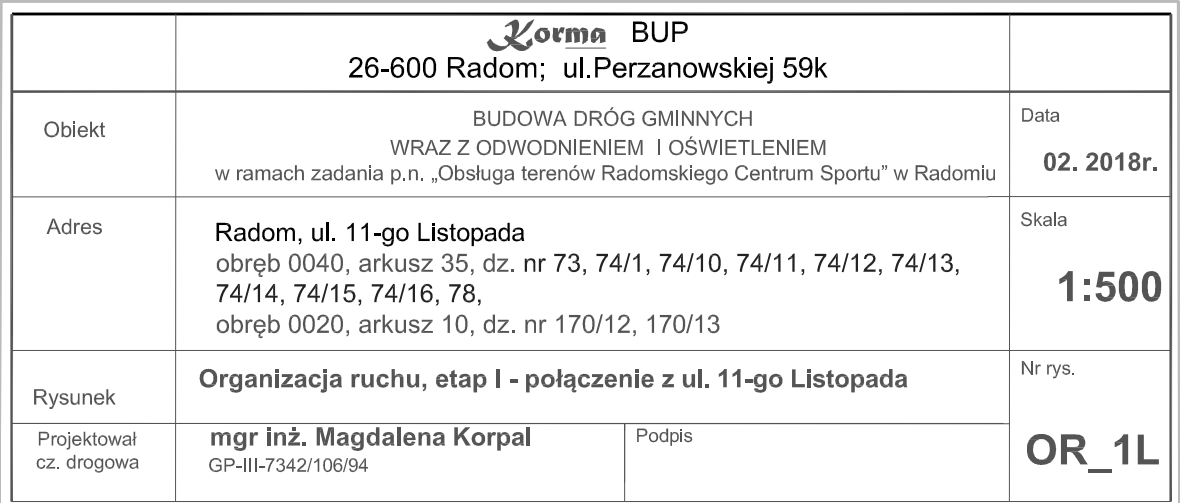 Korma BUP
26-600 Radom; ul.Perzanowskiej 59k
Obiekt
BUDOWA DRÓG GMINNYCH
WRAZ Z ODWODNIENIEM I OŚWIETLENIEM
w ramach zadania p.n. „Obsługa terenów Radomskiego Centrum Sportu” w Radomiu
Data
02. 2018r.
Adres
Radom, ul. 11-go Listopada
obręb 0040, arkusz 35, dz. nr 73, 74/1, 74/10, 74/11, 74/12, 74/13,
74/14, 74/15, 74/16, 78,
obręb 0020, arkusz 10, dz. nr 170/12, 170/13
Skala
1:500
Rysunek
Organizacja ruchu, etap I - połączenie z ul. 11-go Listopada
Nr rys.
OR_1L
Projektował
cz. drogowa
mgr inż. Magdalena Korpal
GP-III-7342/106/94
Podpis